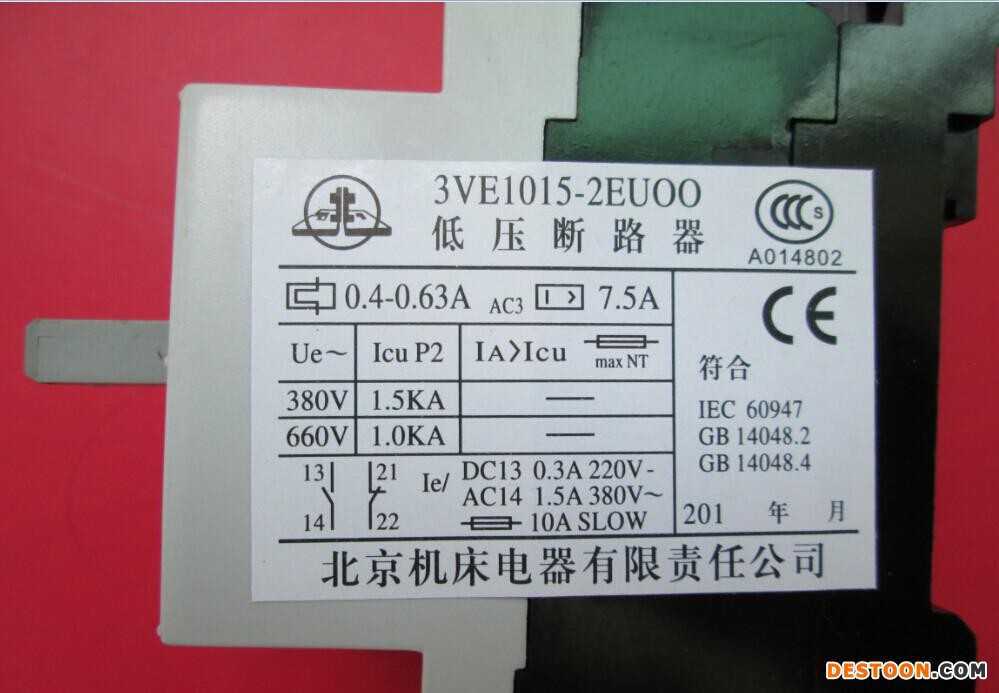 3VE1015-2EUOO
低压断路器
CCC S
A014802
0.4-0.63A AC3 7.5A
CE
Ue~ Icu P2 IA>Icu max NT
380V 1.5KA —
660V 1.0KA —
符合
IEC 60947
GB 14048.2
GB 14048.4
13 21 Ie/ DC13 0.3A 220V-
AC14 1.5A 380V~
14 22 10A SLOW
201 年 月
北京机床电器有限责任公司
DESTOON.COM